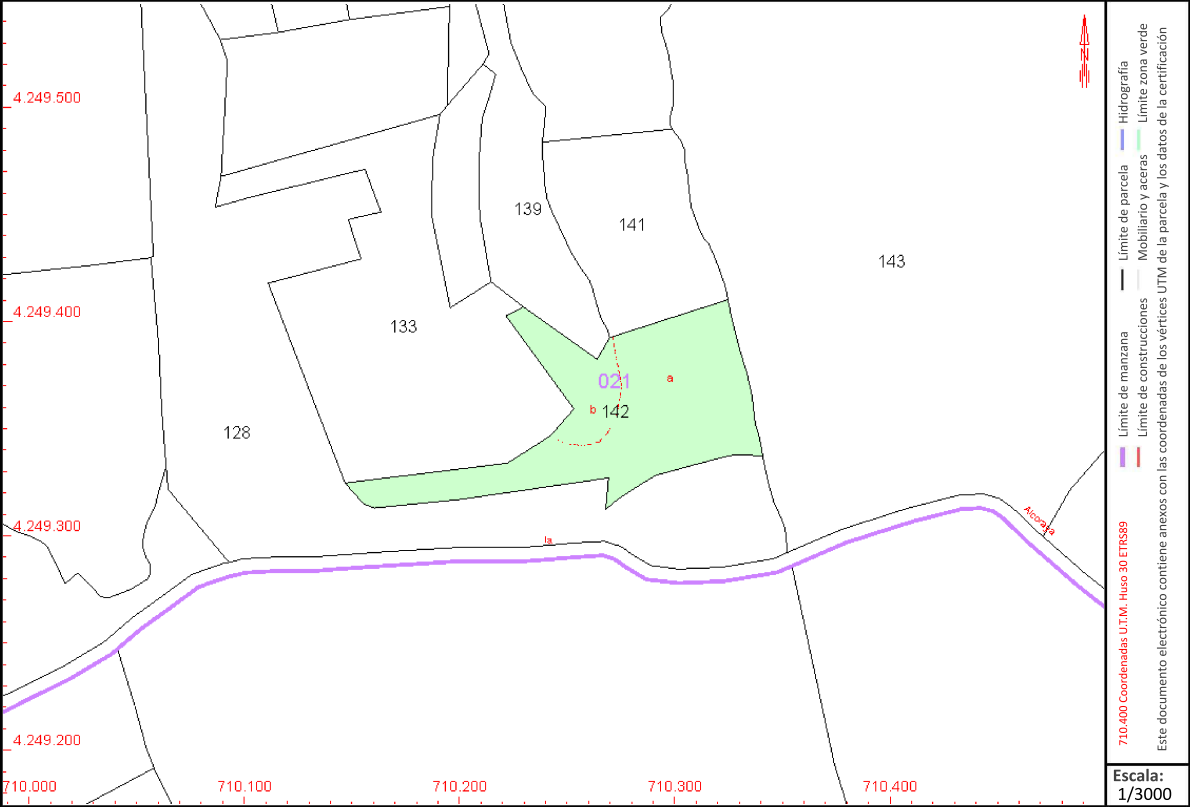 4.249.500
4.249.400
4.249.300
4.249.200
710.000
710.100
710.200
710.300
710.400
139
141
143
133
021
a
b
142
128
la
Alcoraya
N
Límite de manzana
Límite de parcela
Hidrografía
Límite de construcciones
Mobiliario y aceras
Límite zona verde
710.400 Coordenadas U.T.M. Huso 30 ETRS89
Este documento electrónico contiene anexos con las coordenadas de los vértices UTM de la parcela y los datos de la certificación
Escala:
1/3000